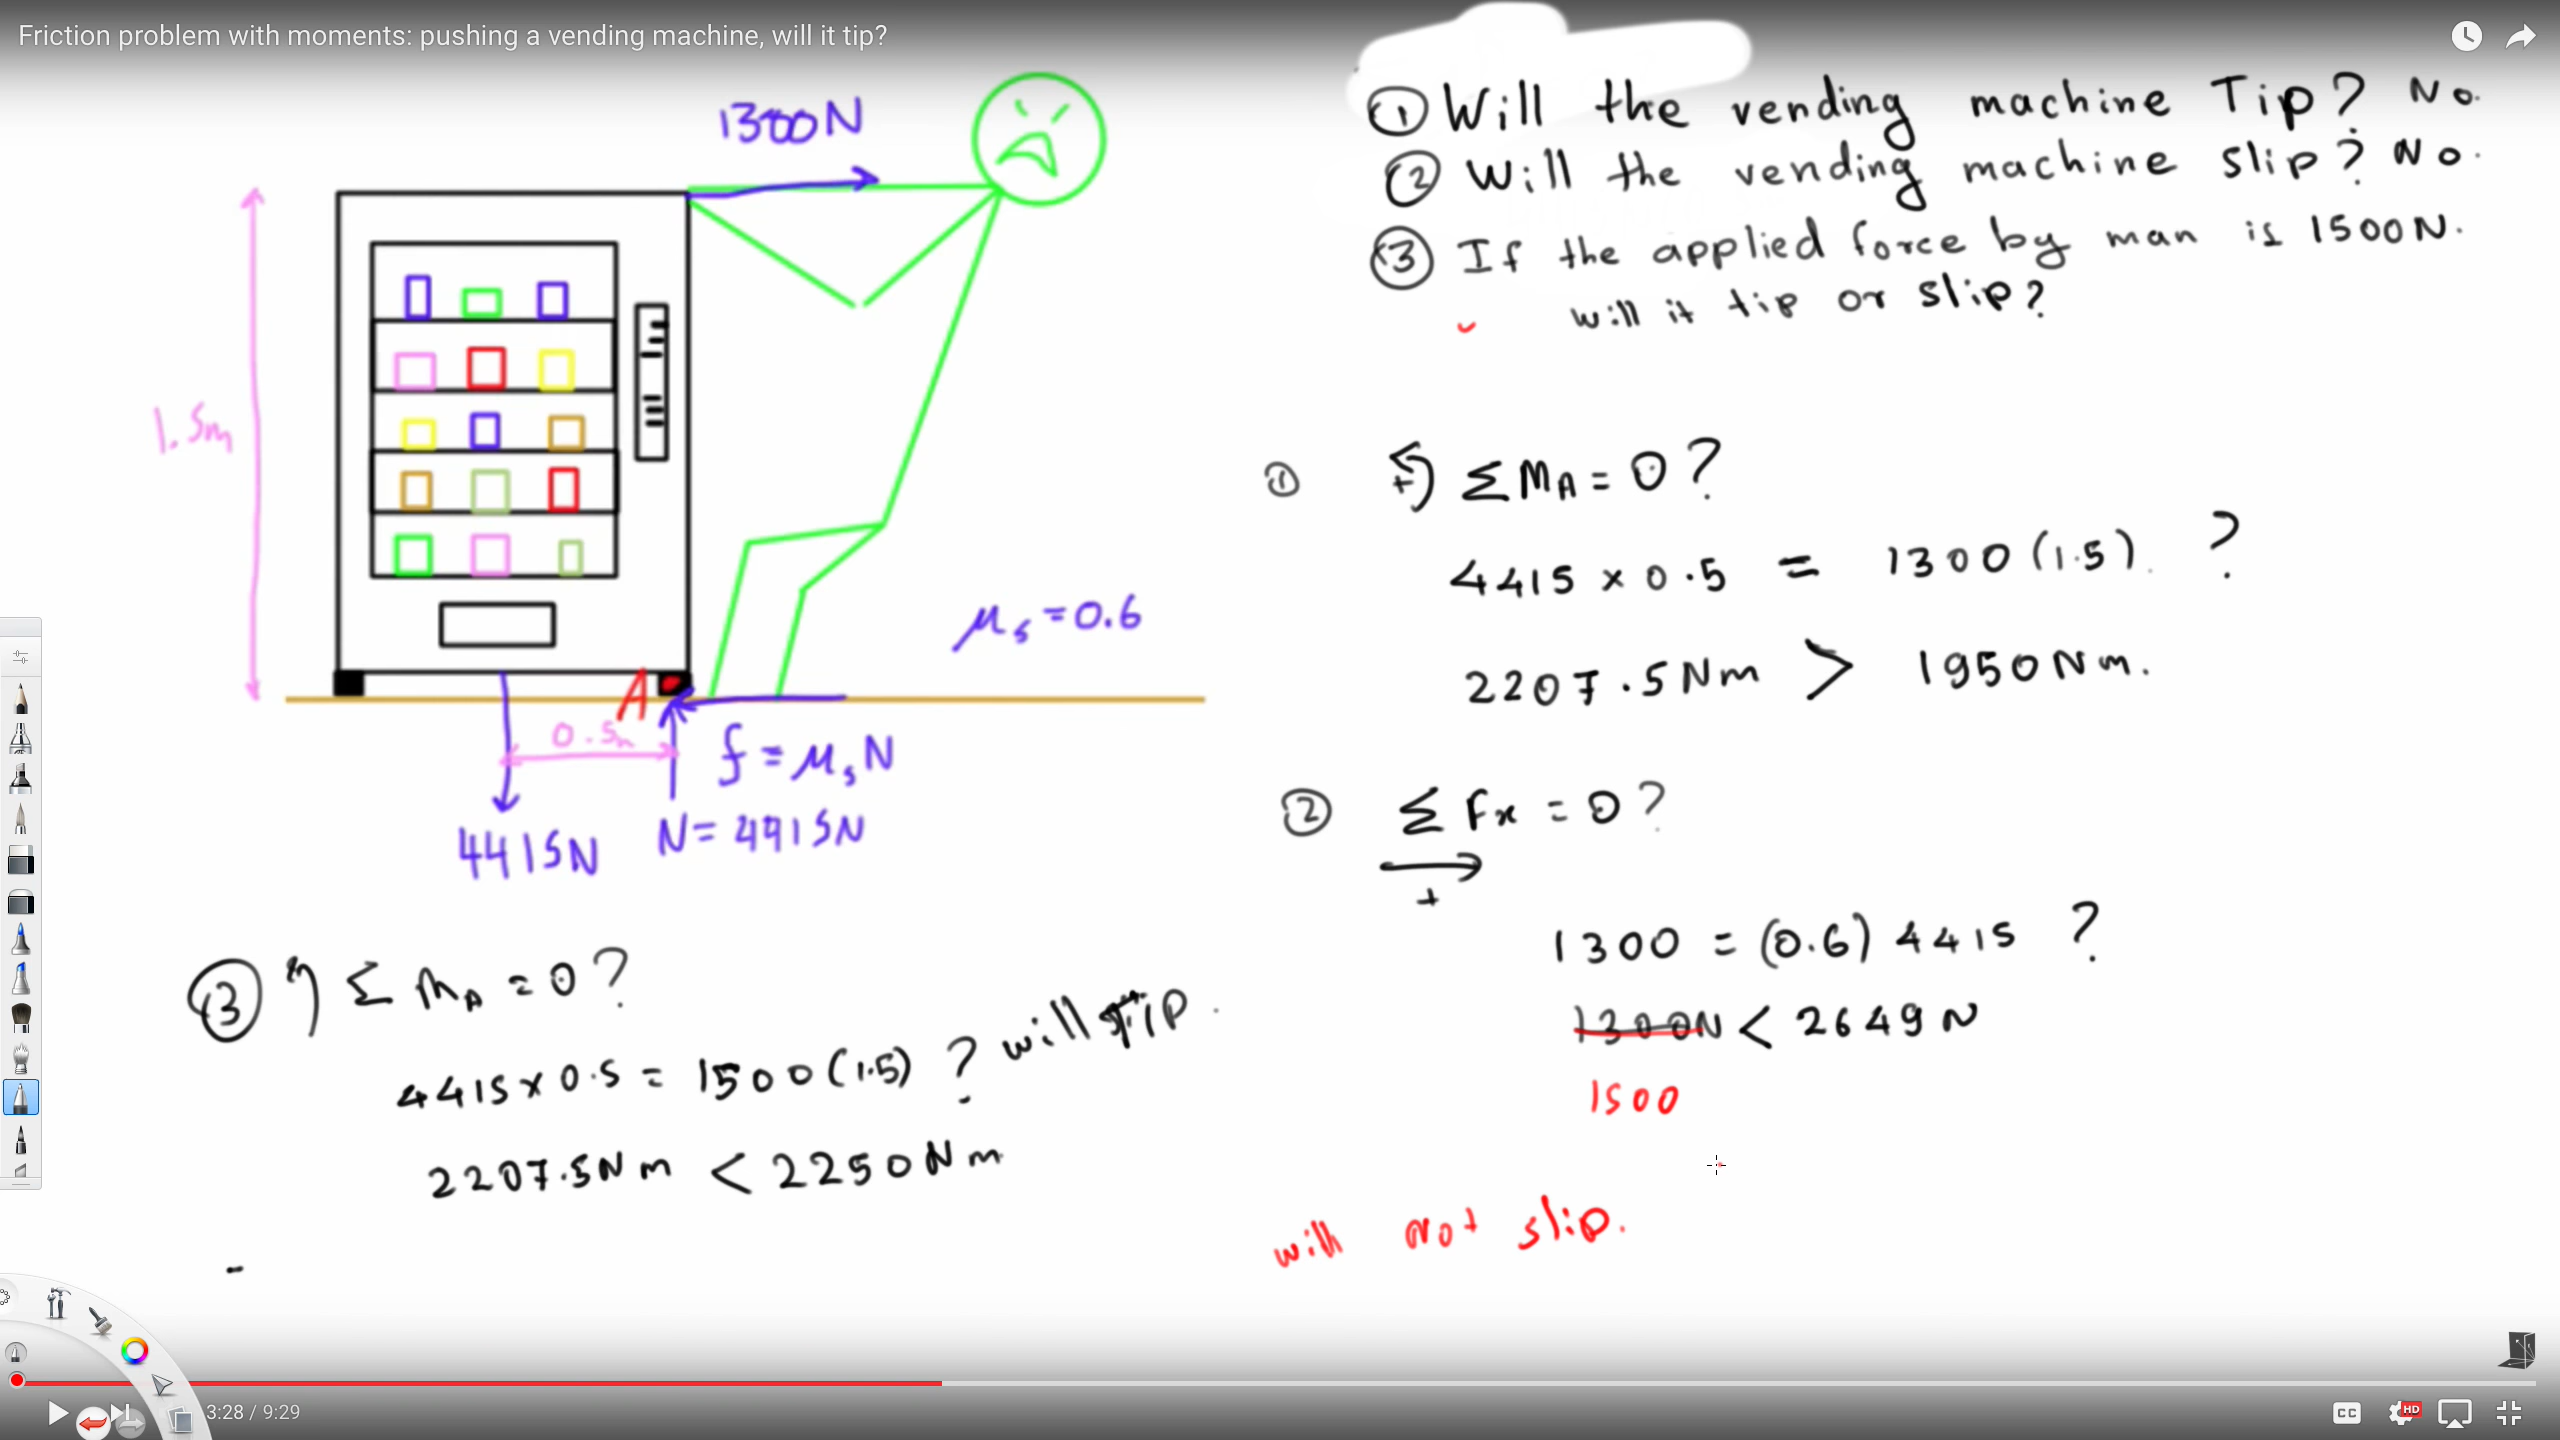 Friction problem with moments: pushing a vending machine, will it tip?
1300N
1.5m
μs = 0.6
A
0.5m
f = μsN
4415N
N = 4415N
① Will the vending machine Tip? No.
② Will the vending machine slip? No.
③ If the applied force by man is 1500N.
will it tip or slip?
① +↶) ΣMA = 0 ?
4415 x 0.5 = 1300 (1.5) ?
2207.5Nm > 1950Nm.
② ΣFx = 0 ?
→
+
1300 = (0.6) 4415 ?
1300N < 2649N
1500
will not slip.
③ ΣMA = 0 ?
4415 x 0.5 = 1500 (1.5) ? will Tip.
2207.5Nm < 2250Nm
3:28 / 9:29
CC
HD